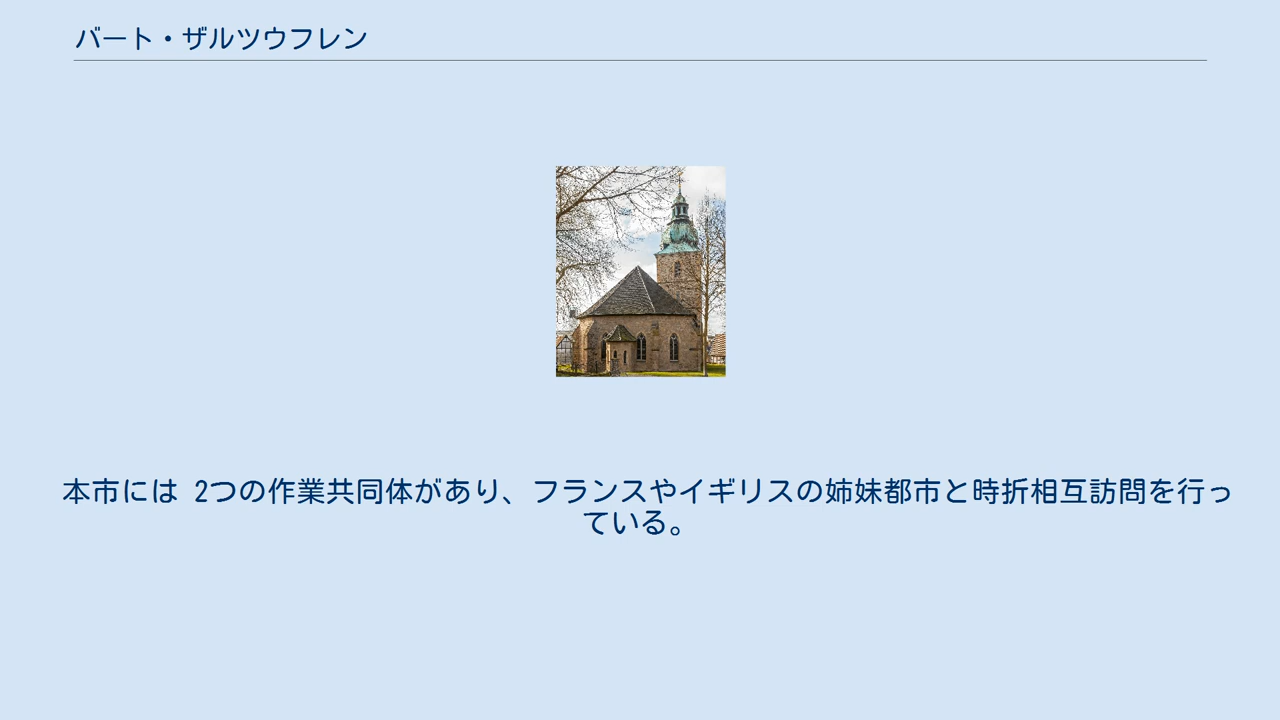 バート・ザルツウフレン
本市には 2つの作業共同体があり、フランスやイギリスの姉妹都市と時折相互訪問を行っ
ている。